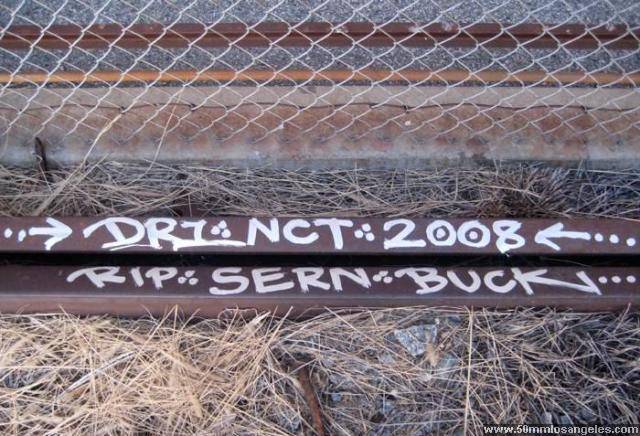 DRI NCT 2008
RIP SERN BUCK
www.50mmlosangeles.com